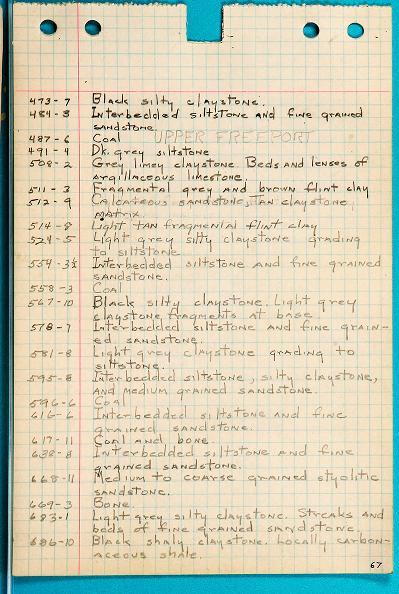 473-7 Black silty claystone.
484-8 Interbedded siltstone and fine grained
sandstone
487-6 Coal UPPER FREEPORT
491-4 Dk. grey siltstone
508-2 Grey limey claystone. Beds and lenses of
argillaceous limestone.
511-3 Fragmental grey and brown flint clay
512-9 Calcateous sandstone, tan claystone
matrix.
514-8 Light tan fragmental flint clay
524-5 Light grey silty claystone grading
to siltstone
554-3½ Interbedded siltstone and fine grained
sandstone.
558-3 Coal
567-10 Black silty claystone. Light grey
claystone fragments at base
578-7 Interbedded siltstone and fine grain-
ed sandstone.
581-8 Light grey claystone grading to
siltstone.
595-8 Interbedded siltstone, silty claystone,
and medium grained sandstone.
596-6 Coal
616-6 Interbedded siltstone and fine
grained sandstone.
617-11 Coal and bone.
638-8 Interbedded siltstone and fine
grained sandstone.
668-11 Medium to coarse grained styolitic
sandstone.
669-3 Bone.
683-1 Light grey silty claystone. Streaks and
beds of fine grained sandstone.
686-10 Black shaly claystone. Locally carbon-
aceous shale.
67